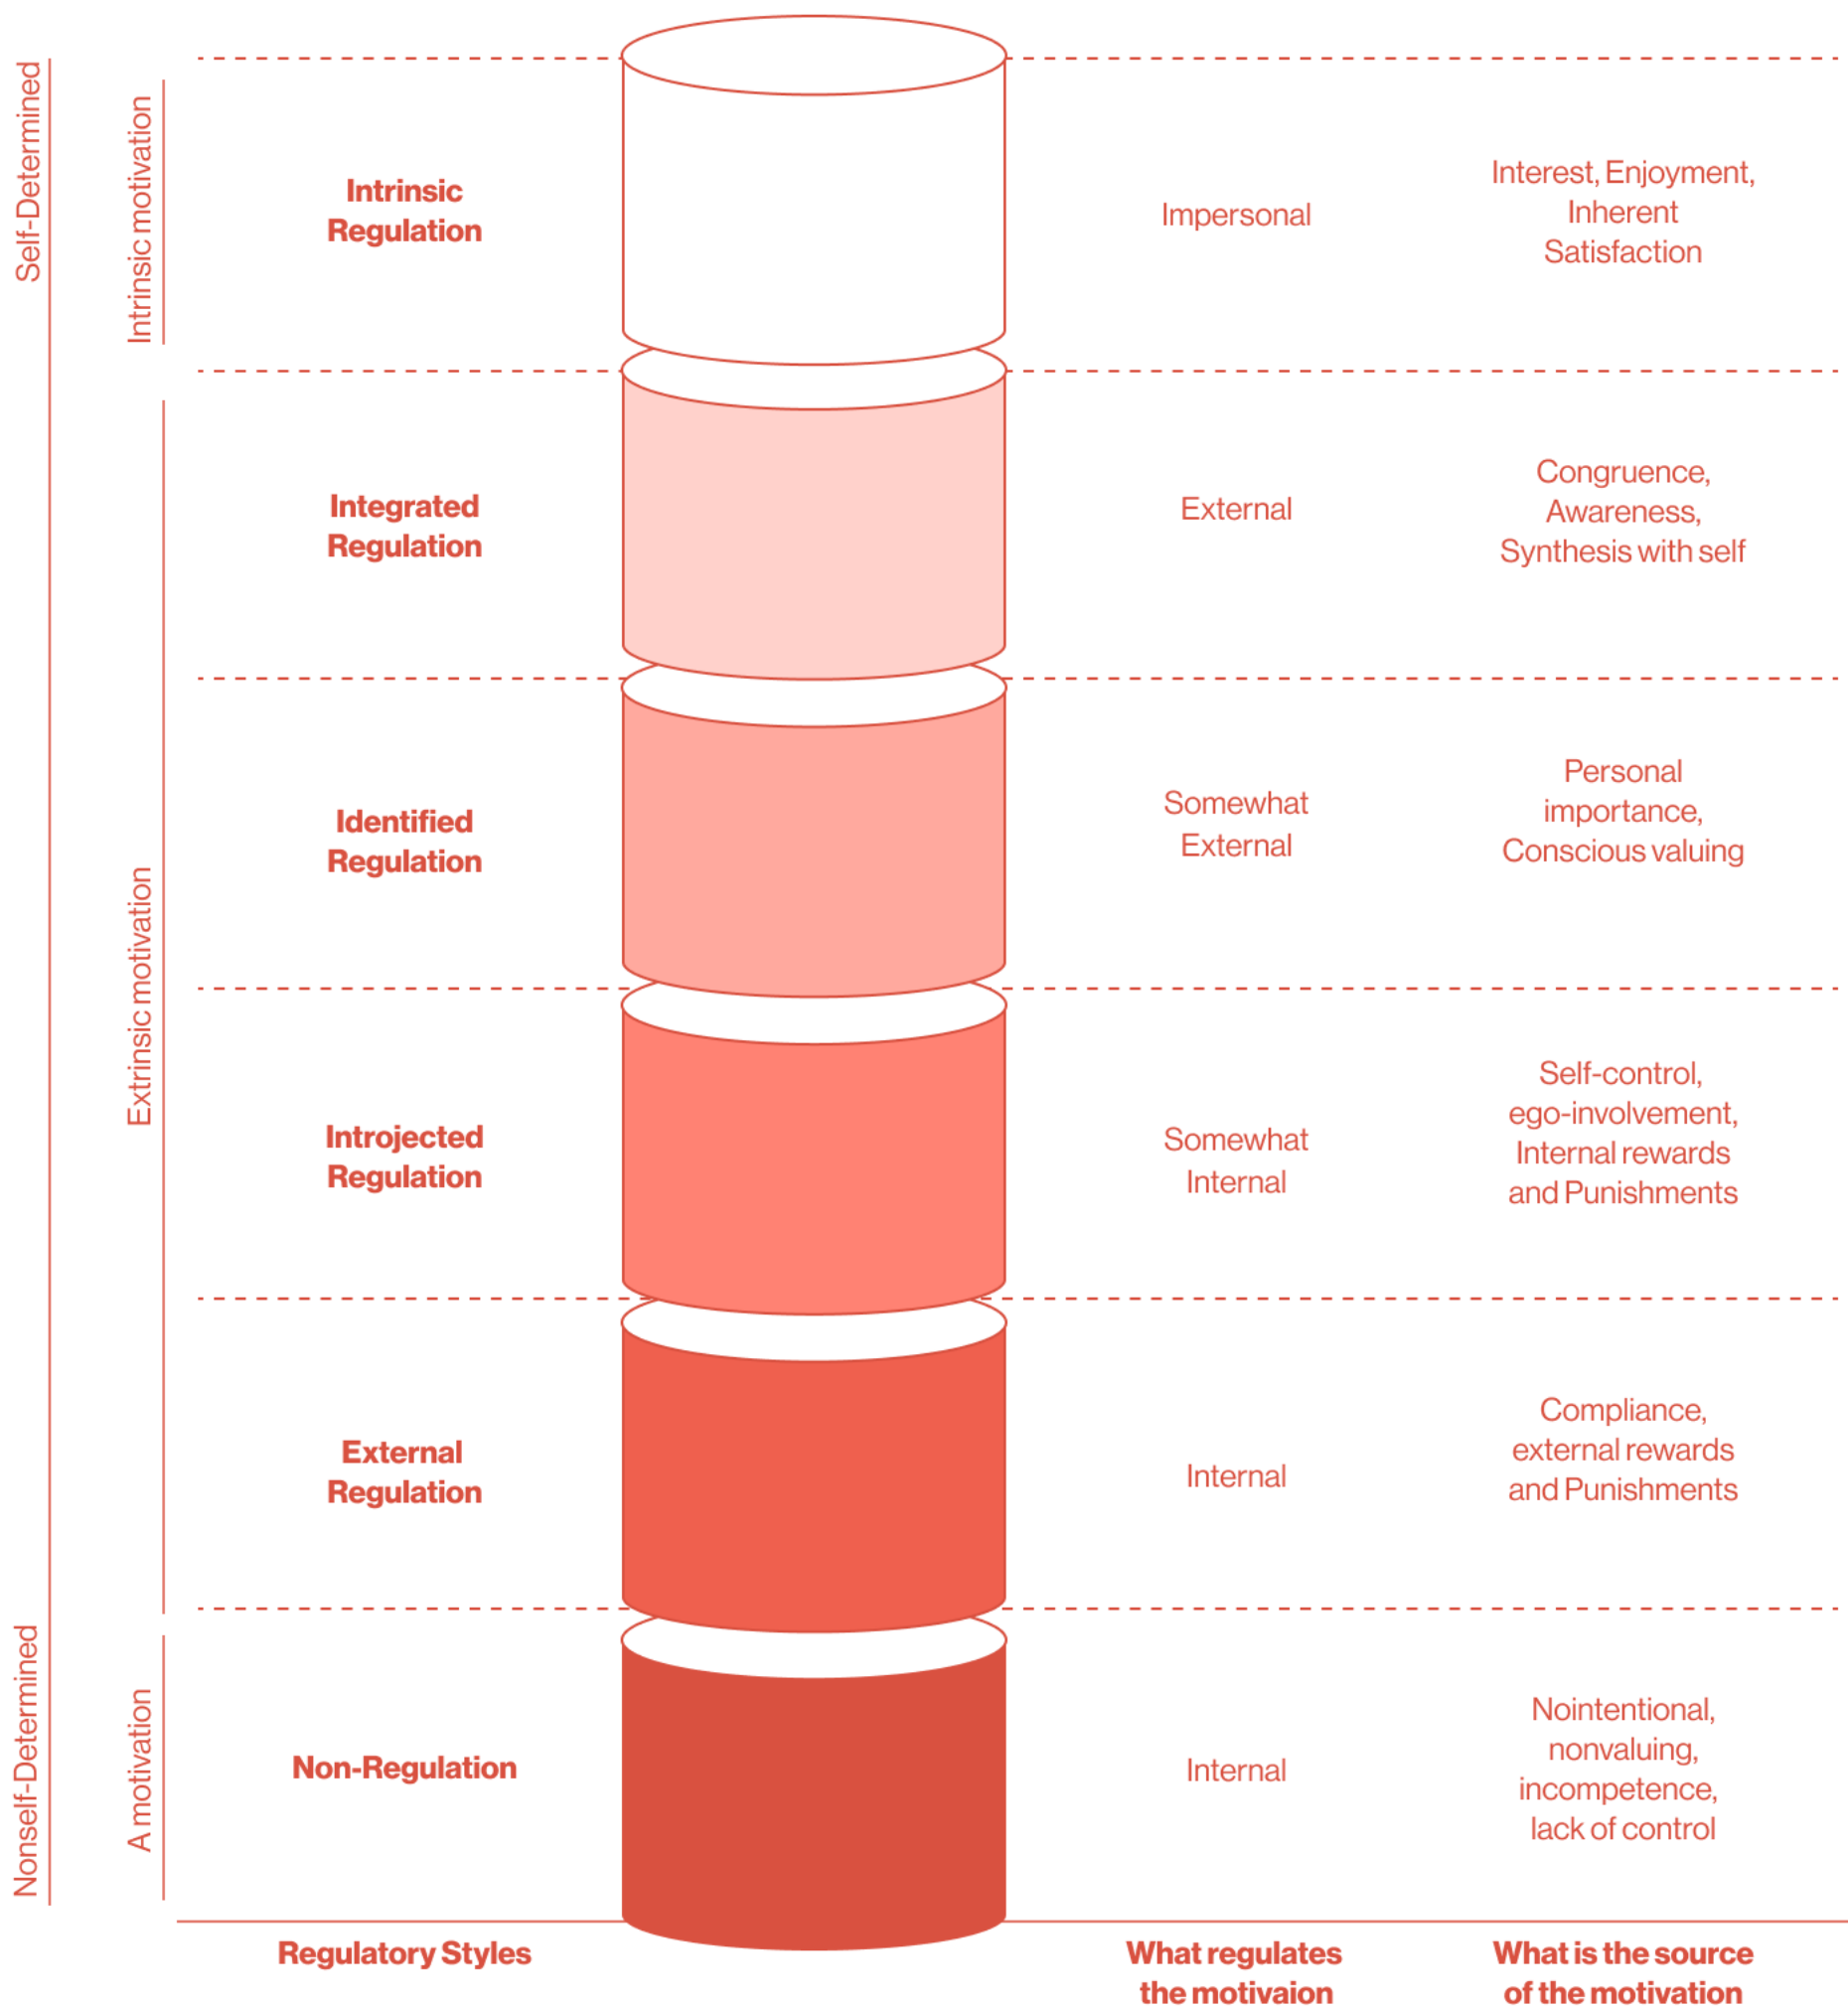 Self-Determined
Intrinsic motivation
Intrinsic
Regulation
Impersonal
Interest, Enjoyment,
Inherent
Satisfaction
Extrinsic motivation
Integrated
Regulation
External
Congruence,
Awareness,
Synthesis with self
Identified
Regulation
Somewhat
External
Personal
importance,
Conscious valuing
Introjected
Regulation
Somewhat
Internal
Self-control,
ego-involvement,
Internal rewards
and Punishments
External
Regulation
Internal
Compliance,
external rewards
and Punishments
Nonself-Determined
Amotivation
Non-Regulation
Internal
Nointentional,
nonvaluing,
incompetence,
lack of control
Regulatory Styles
What regulates
the motivaion
What is the source
of the motivation